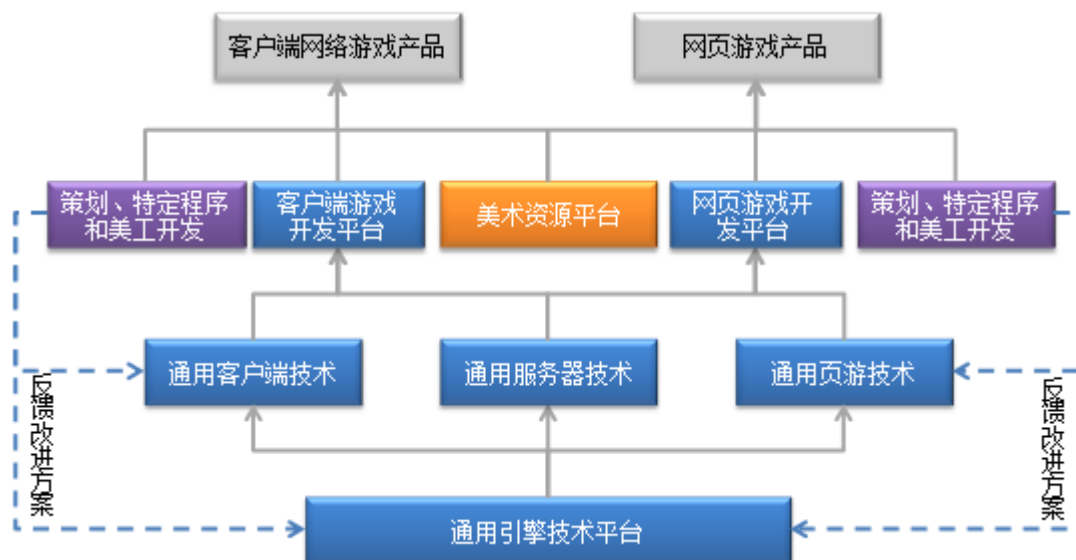 客户端网络游戏产品
网页游戏产品
策划、特定程序
和美工开发
客户端游戏
开发平台
美术资源平台
网页游戏开
发平台
策划、特定程序
和美工开发
通用客户端技术
通用服务器技术
通用页游技术
反馈改进方案
反馈改进方案
通用引擎技术平台